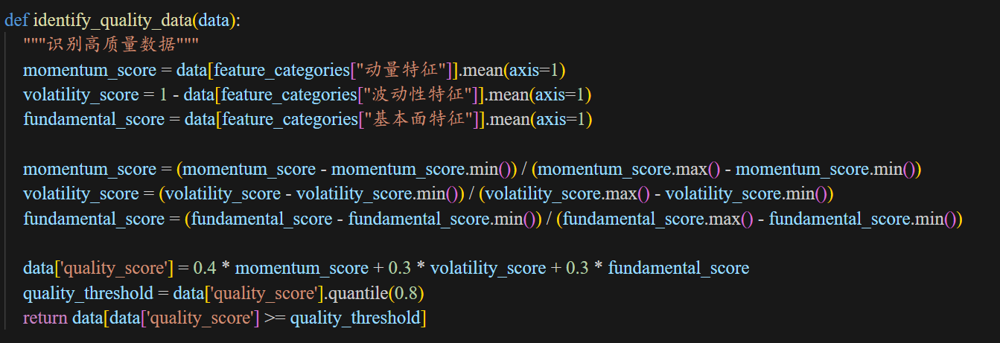 def identify_quality_data(data):
"""识别高质量数据"""
momentum_score = data[feature_categories["动量特征"]].mean(axis=1)
volatility_score = 1 - data[feature_categories["波动性特征"]].mean(axis=1)
fundamental_score = data[feature_categories["基本面特征"]].mean(axis=1)
momentum_score = (momentum_score - momentum_score.min()) / (momentum_score.max() - momentum_score.min())
volatility_score = (volatility_score - volatility_score.min()) / (volatility_score.max() - volatility_score.min())
fundamental_score = (fundamental_score - fundamental_score.min()) / (fundamental_score.max() - fundamental_score.min())
data['quality_score'] = 0.4 * momentum_score + 0.3 * volatility_score + 0.3 * fundamental_score
quality_threshold = data['quality_score'].quantile(0.8)
return data[data['quality_score'] >= quality_threshold]